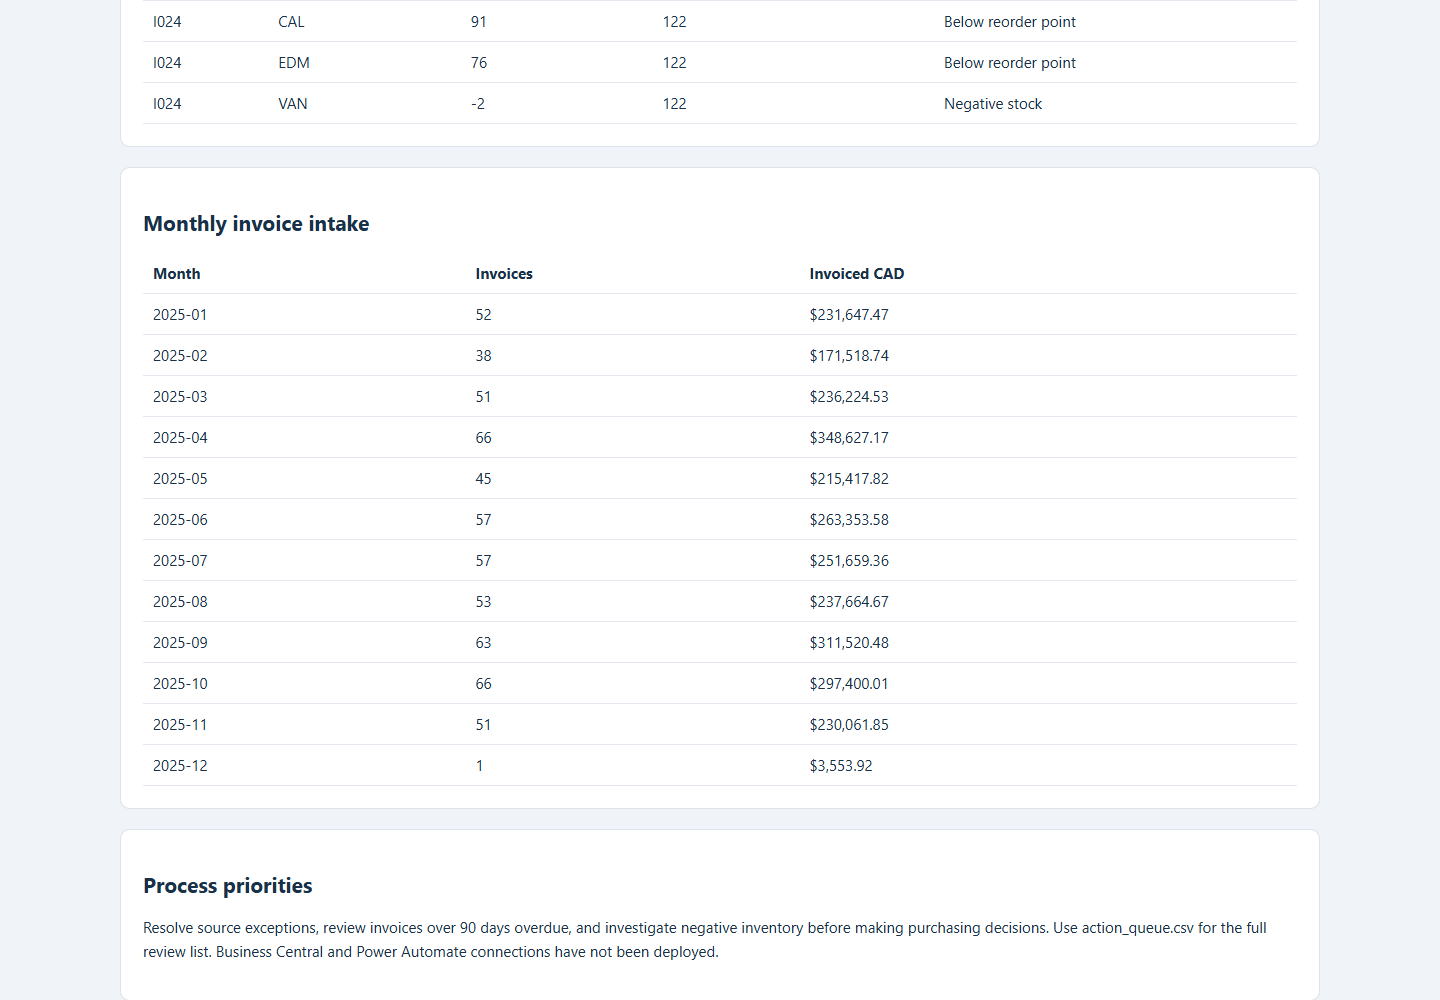 I024 CAL 91 122 Below reorder point
I024 EDM 76 122 Below reorder point
I024 VAN -2 122 Negative stock
Monthly invoice intake
Month Invoices Invoiced CAD
2025-01 52 $231,647.47
2025-02 38 $171,518.74
2025-03 51 $236,224.53
2025-04 66 $348,627.17
2025-05 45 $215,417.82
2025-06 57 $263,353.58
2025-07 57 $251,659.36
2025-08 53 $237,664.67
2025-09 63 $311,520.48
2025-10 66 $297,400.01
2025-11 51 $230,061.85
2025-12 1 $3,553.92
Process priorities
Resolve source exceptions, review invoices over 90 days overdue, and investigate negative inventory before making purchasing decisions. Use action_queue.csv for the full
review list. Business Central and Power Automate connections have not been deployed.